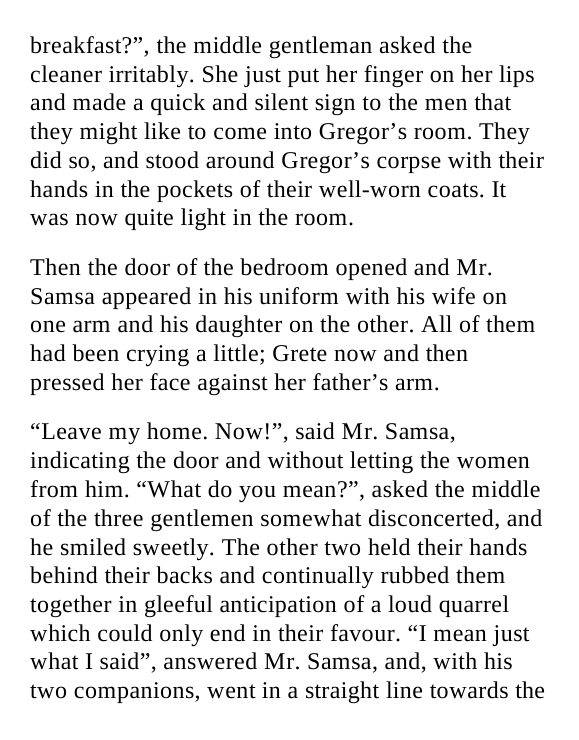 breakfast?”, the middle gentleman asked the
cleaner irritably. She just put her finger on her lips
and made a quick and silent sign to the men that
they might like to come into Gregor’s room. They
did so, and stood around Gregor’s corpse with their
hands in the pockets of their well-worn coats. It
was now quite light in the room.
Then the door of the bedroom opened and Mr.
Samsa appeared in his uniform with his wife on
one arm and his daughter on the other. All of them
had been crying a little; Grete now and then
pressed her face against her father’s arm.
“Leave my home. Now!”, said Mr. Samsa,
indicating the door and without letting the women
from him. “What do you mean?”, asked the middle
of the three gentlemen somewhat disconcerted, and
he smiled sweetly. The other two held their hands
behind their backs and continually rubbed them
together in gleeful anticipation of a loud quarrel
which could only end in their favour. “I mean just
what I said”, answered Mr. Samsa, and, with his
two companions, went in a straight line towards the